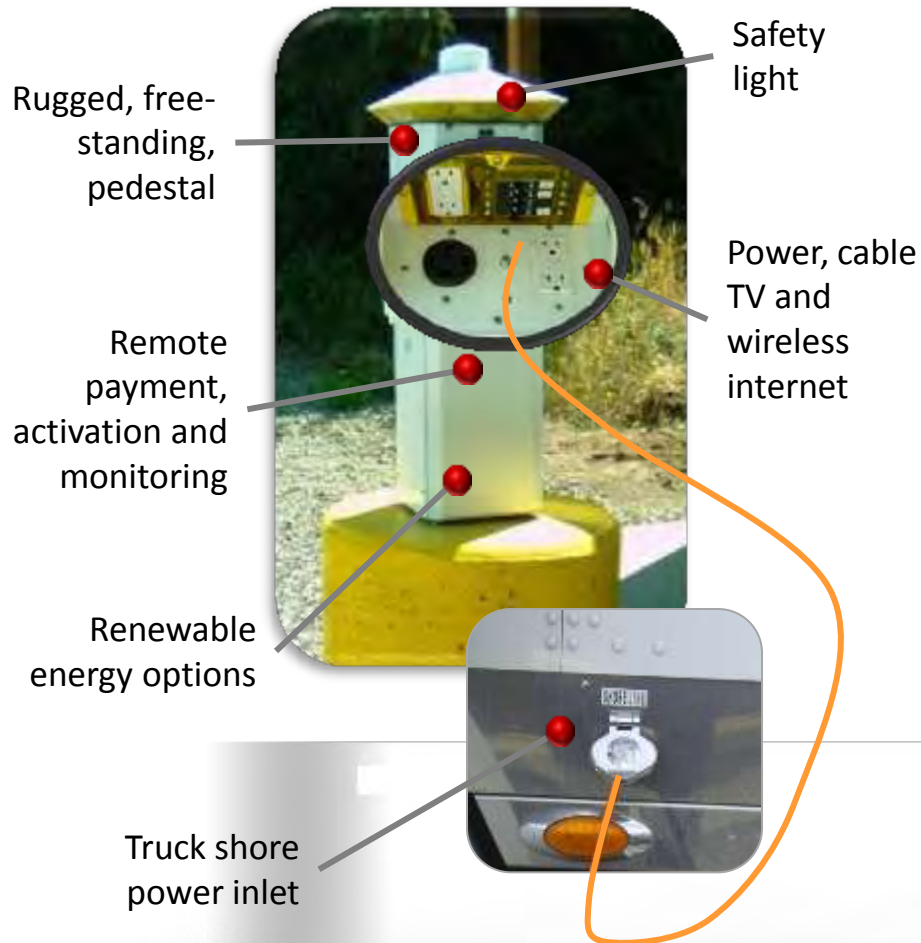 Safety
light
Rugged, free-
standing,
pedestal
Power, cable
TV and
wireless
internet
Remote
payment,
activation and
monitoring
Renewable
energy options
Truck shore
power inlet